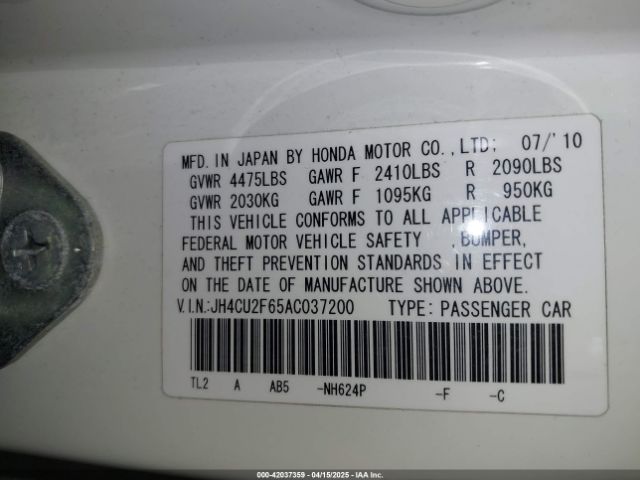 MFD. IN JAPAN BY HONDA MOTOR CO., LTD; 07/'10
GVWR 4475LBS GAWR F 2410LBS R 2090LBS
GVWR 2030KG GAWR F 1095KG R 950KG
THIS VEHICLE CONFORMS TO ALL APPLICABLE
FEDERAL MOTOR VEHICLE SAFETY , BUMPER,
AND THEFT PREVENTION STANDARDS IN EFFECT
ON THE DATE OF MANUFACTURE SHOWN ABOVE.
V.I.N.:JH4CU2F65AC037200 TYPE: PASSENGER CAR
TL2 A AB5 -NH624P -F -C
000-42037359 - 04/15/2025 - IAAI.COM